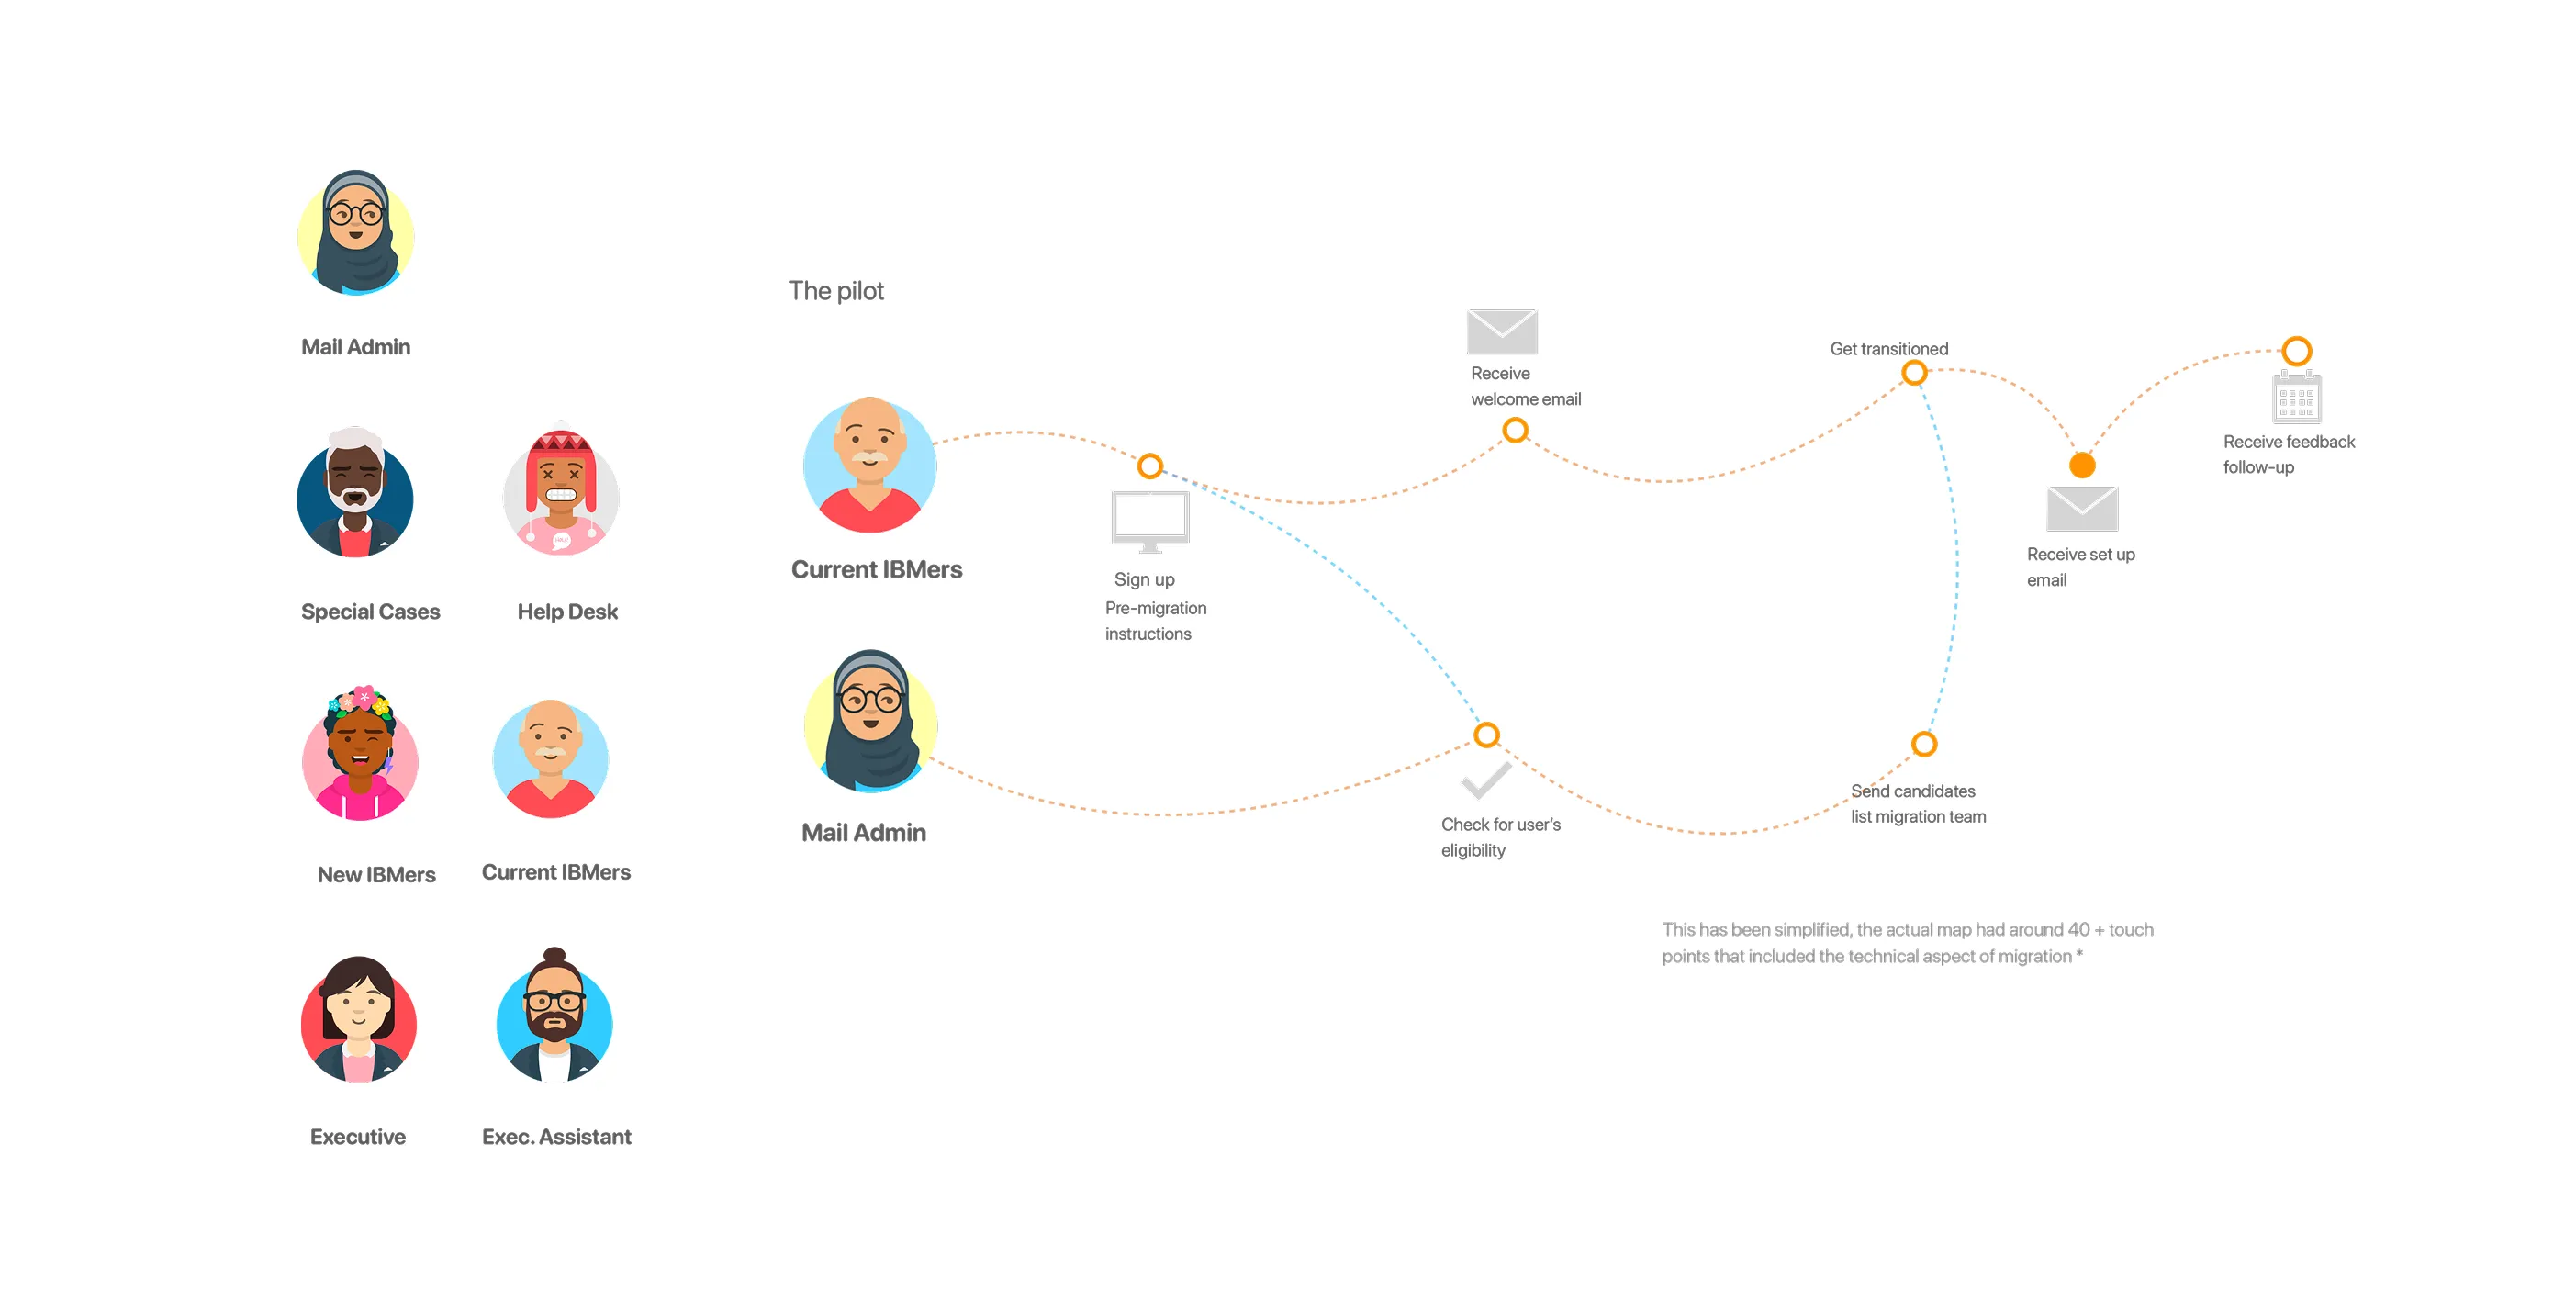 Mail Admin
Special Cases
Help Desk
New IBMers
Current IBMers
Executive
Exec. Assistant
The pilot
Current IBMers
Mail Admin
Sign up
Pre-migration
instructions
Receive
welcome email
Check for user’s
eligibility
Get transitioned
Send candidates
list migration team
Receive set up
email
Receive feedback
follow-up
This has been simplified, the actual map had around 40 + touch
points that included the technical aspect of migration *